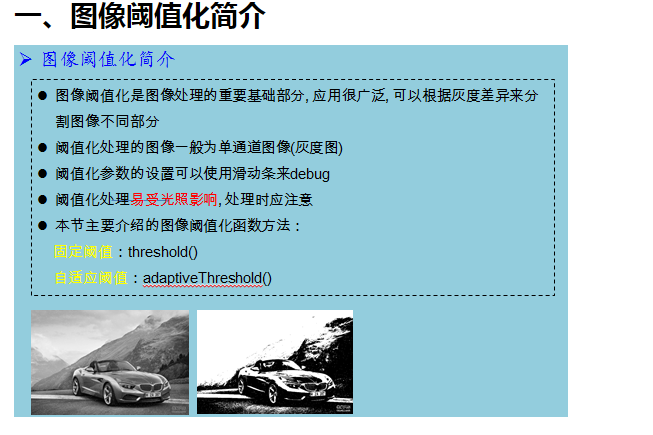 一、图像阈值化简介
➢ 图像阈值化简介
● 图像阈值化是图像处理的重要基础部分, 应用很广泛, 可以根据灰度差异来分
割图像不同部分
● 阈值化处理的图像一般为单通道图像(灰度图)
● 阈值化参数的设置可以使用滑动条来debug
● 阈值化处理易受光照影响, 处理时应注意
● 本节主要介绍的图像阈值化函数方法：
固定阈值：threshold()
自适应阈值：adaptiveThreshold()